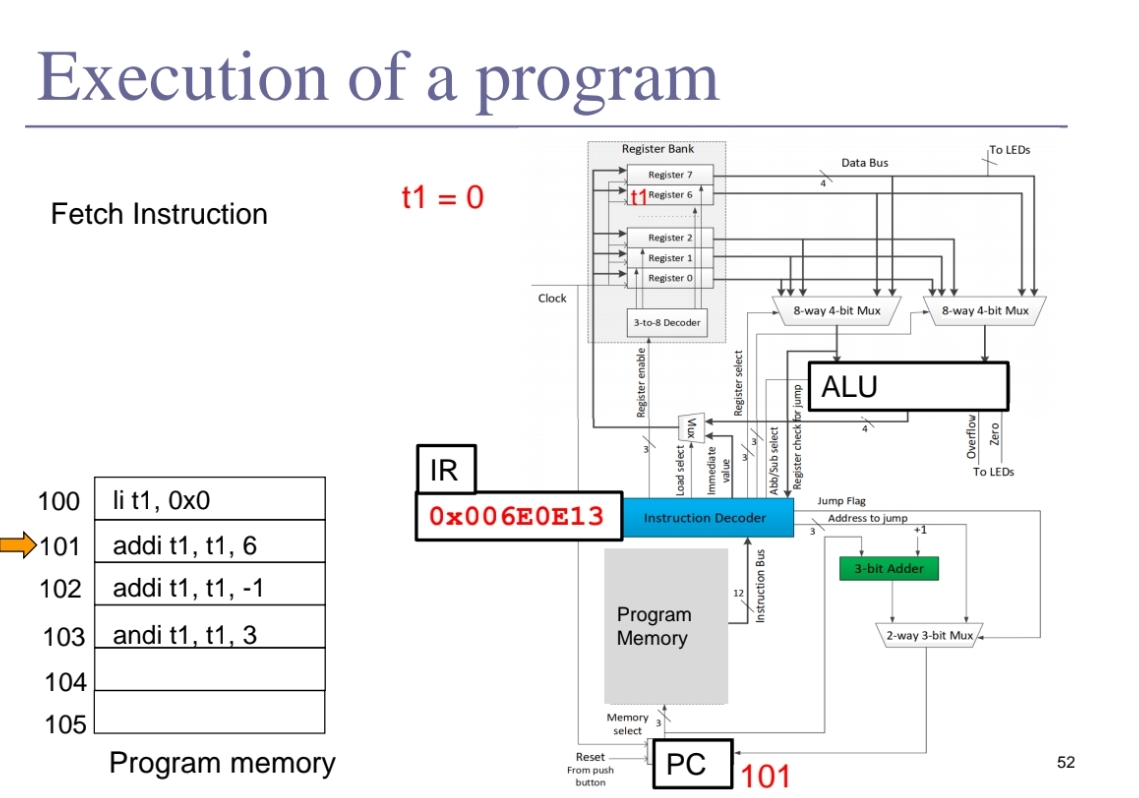 Execution of a program
Fetch Instruction
t1 = 0
Register Bank
Register 7
t1 Register 6
Register 2
Register 1
Register 0
3-to-8 Decoder
Clock
Data Bus
4
To LEDs
8-way 4-bit Mux
8-way 4-bit Mux
ALU
Register enable
3
Mux
Load select
Immediate value
4
Register select
3
3
Abb/Sub select
Register check for jump
Overflow
Zero
To LEDs
IR
0x006E0E13
Instruction Decoder
Jump Flag
Address to jump
3
+1
3-bit Adder
2-way 3-bit Mux
Program
Memory
12
Instruction Bus
Memory
select
3
Reset
From push
button
PC
101
100 li t1, 0x0
101 addi t1, t1, 6
102 addi t1, t1, -1
103 andi t1, t1, 3
104
105
Program memory
52